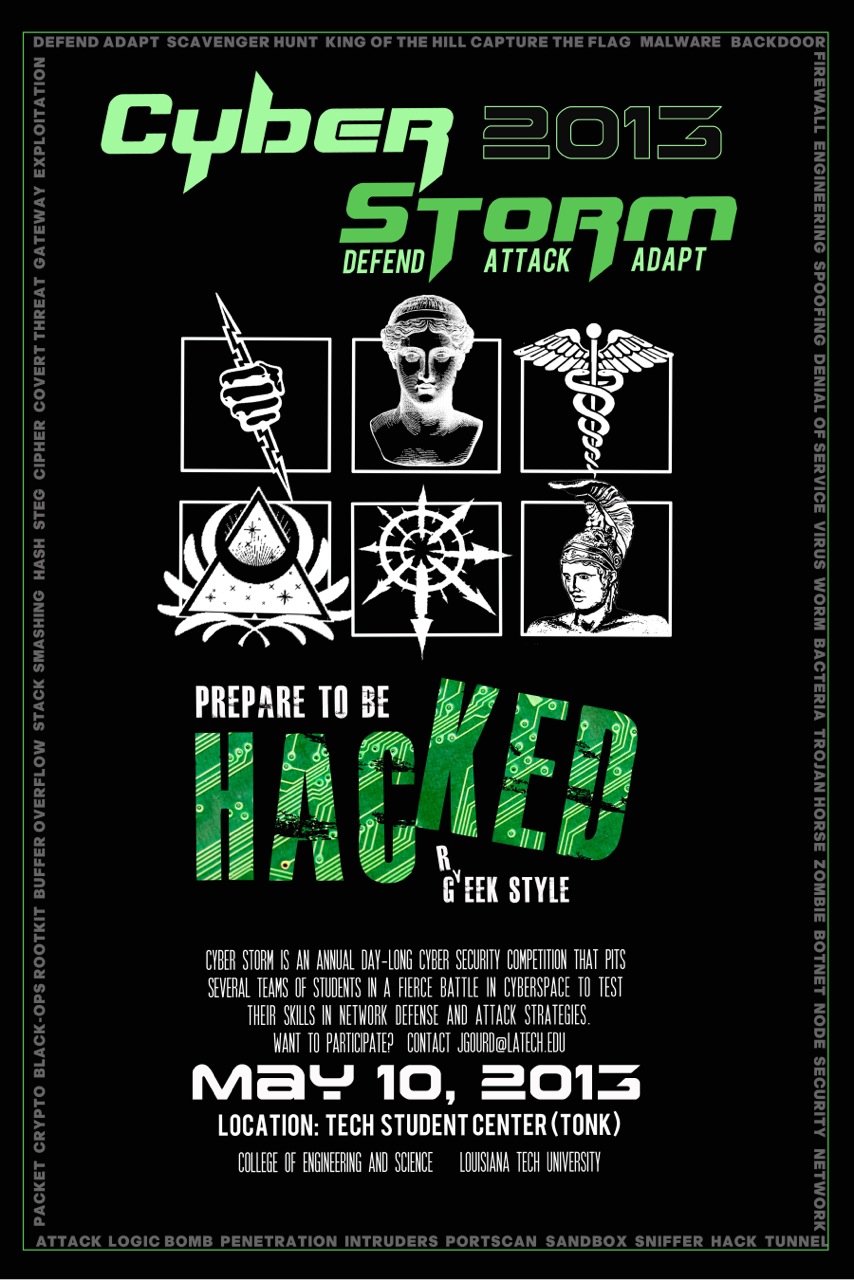 DEFEND ADAPT SCAVENGER HUNT KING OF THE HILL CAPTURE THE FLAG MALWARE BACKDOOR
FIREWALL ENGINEERING SPOOFING DENIAL OF SERVICE VIRUS WORM BACTERIA TROJAN HORSE ZOMBIE BOTNET NODE SECURITY NETWORK
PACKET CRYPTO BLACK-OPS ROOTKIT BUFFER OVERFLOW STACK SMASHING HASH STEG CIPHER COVERT THREAT GATEWAY EXPLOITATION
Cyber 2013
Storm
DEFEND ATTACK ADAPT
PREPARE TO BE
HACKED
R
GYEEK STYLE
CYBER STORM IS AN ANNUAL DAY-LONG CYBER SECURITY COMPETITION THAT PITS
SEVERAL TEAMS OF STUDENTS IN A FIERCE BATTLE IN CYBERSPACE TO TEST
THEIR SKILLS IN NETWORK DEFENSE AND ATTACK STRATEGIES.
WANT TO PARTICIPATE? CONTACT JGOURD@LATECH.EDU
MAY 10, 2013
LOCATION: TECH STUDENT CENTER (TONK)
COLLEGE OF ENGINEERING AND SCIENCE LOUISIANA TECH UNIVERSITY
ATTACK LOGIC BOMB PENETRATION INTRUDERS PORTSCAN SANDBOX SNIFFER HACK TUNNEL